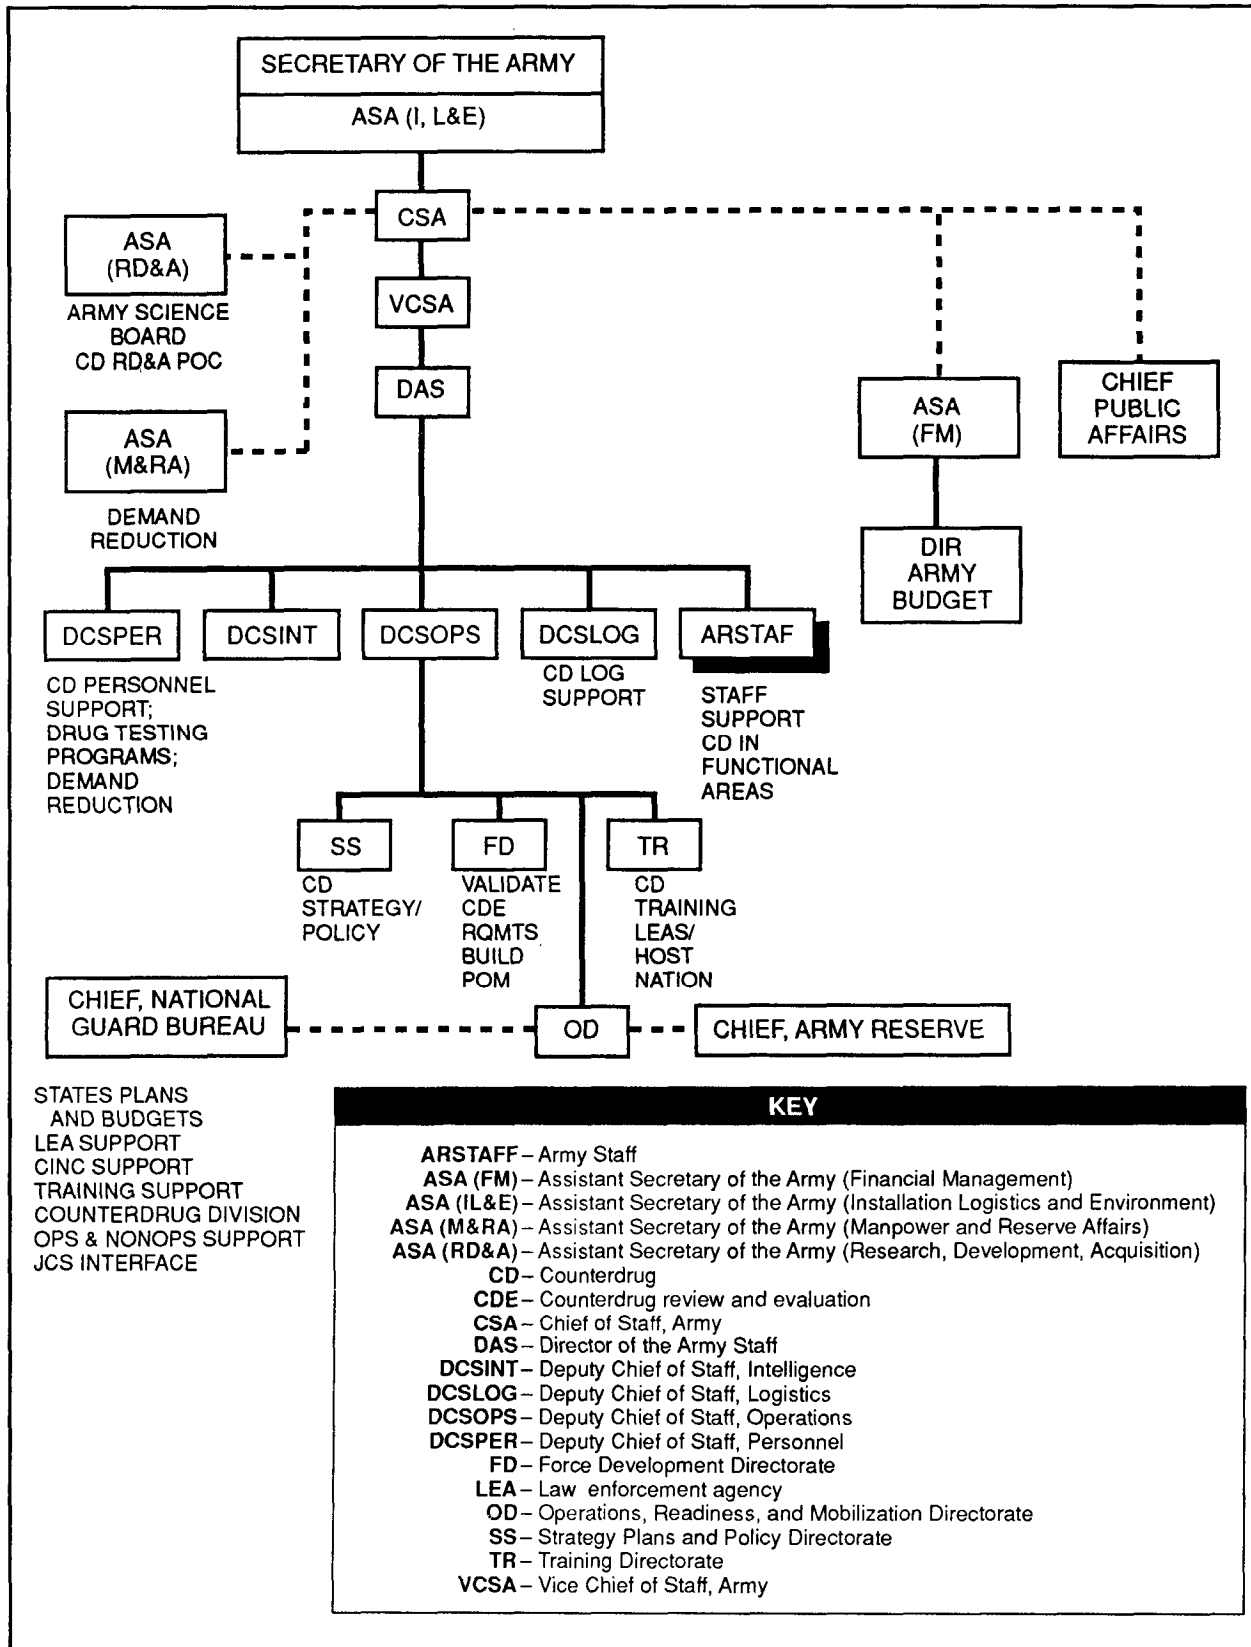 SECRETARY OF THE ARMY
ASA (I, L&E)
CSA
ASA
(RD&A)
ARMY SCIENCE
BOARD
CD RD&A POC
VCSA
DAS
ASA
(M&RA)
DEMAND
REDUCTION
ASA
(FM)
CHIEF
PUBLIC
AFFAIRS
DIR
ARMY
BUDGET
DCSPER
CD PERSONNEL
SUPPORT;
DRUG TESTING
PROGRAMS;
DEMAND
REDUCTION
DCSINT
DCSOPS
DCSLOG
CD LOG
SUPPORT
ARSTAF
STAFF
SUPPORT
CD IN
FUNCTIONAL
AREAS
SS
CD
STRATEGY/
POLICY
FD
VALIDATE
CDE
RQMTS
BUILD
POM
TR
CD
TRAINING
LEAS/
HOST
NATION
CHIEF, NATIONAL
GUARD BUREAU
OD
CHIEF, ARMY RESERVE
STATES PLANS
AND BUDGETS
LEA SUPPORT
CINC SUPPORT
TRAINING SUPPORT
COUNTERDRUG DIVISION
OPS & NONOPS SUPPORT
JCS INTERFACE
KEY
ARSTAFF – Army Staff
ASA (FM) – Assistant Secretary of the Army (Financial Management)
ASA (IL&E) – Assistant Secretary of the Army (Installation Logistics and Environment)
ASA (M&RA) – Assistant Secretary of the Army (Manpower and Reserve Affairs)
ASA (RD&A) – Assistant Secretary of the Army (Research, Development, Acquisition)
CD – Counterdrug
CDE – Counterdrug review and evaluation
CSA – Chief of Staff, Army
DAS – Director of the Army Staff
DCSINT – Deputy Chief of Staff, Intelligence
DCSLOG – Deputy Chief of Staff, Logistics
DCSOPS – Deputy Chief of Staff, Operations
DCSPER – Deputy Chief of Staff, Personnel
FD – Force Development Directorate
LEA – Law enforcement agency
OD – Operations, Readiness, and Mobilization Directorate
SS – Strategy Plans and Policy Directorate
TR – Training Directorate
VCSA – Vice Chief of Staff, Army